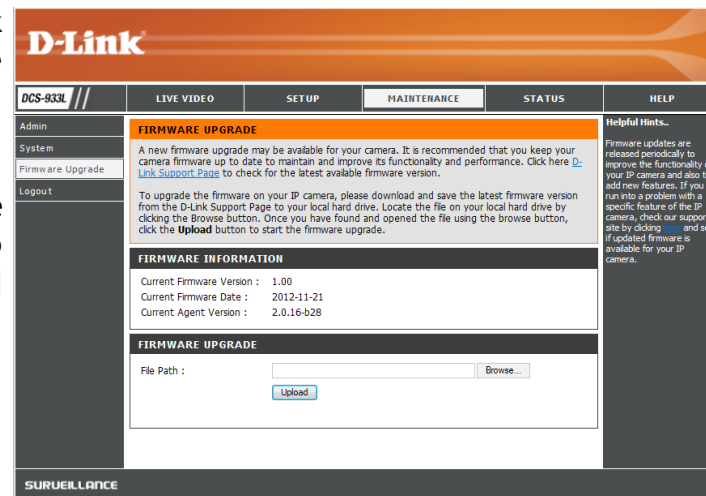 D-Link
DCS-933L
LIVE VIDEO
SETUP
MAINTENANCE
STATUS
HELP
Admin
System
Firmware Upgrade
Logout
FIRMWARE UPGRADE
A new firmware upgrade may be available for your camera. It is recommended that you keep your
camera firmware up to date to maintain and improve its functionality and performance. Click here D-
Link Support Page to check for the latest available firmware version.
To upgrade the firmware on your IP camera, please download and save the latest firmware version
from the D-Link Support Page to your local hard drive. Locate the file on your local hard drive by
clicking the Browse button. Once you have found and opened the file using the browse button,
click the Upload button to start the firmware upgrade.
FIRMWARE INFORMATION
Current Firmware Version : 1.00
Current Firmware Date : 2012-11-21
Current Agent Version : 2.0.16-b28
FIRMWARE UPGRADE
File Path :
Browse...
Upload
Helpful Hints..
Firmware updates are
released periodically to
improve the functionality
your IP camera and also
add new features. If you
run into a problem with a
specific feature of the IP
camera, check our
site by clicking here and
if updated firmware is
available for your IP
camera.
SURVEILLANCE